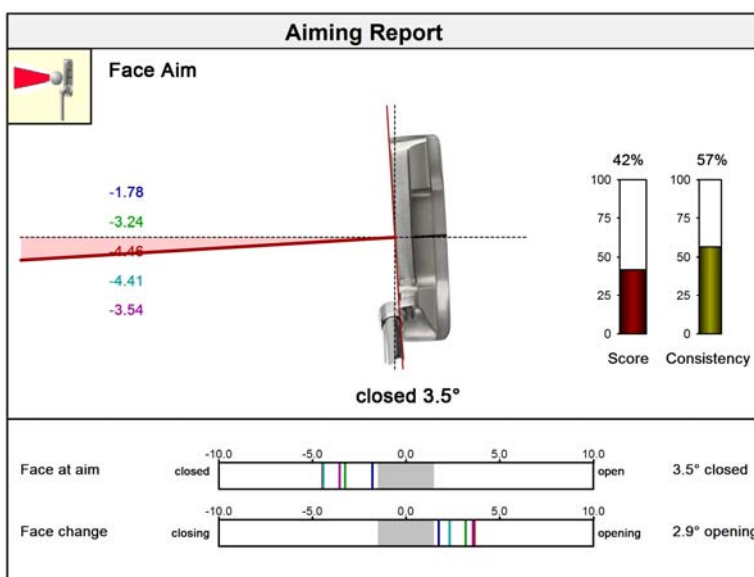 Aiming Report
Face Aim
42% 57%
-1.78
-3.24
-4.46
-4.41
-3.54
100 100
75 75
50 50
25 25
0 0
Score Consistency
closed 3.5°
-10.0 -5.0 0,0 5.0 10.0
Face at aim closed open 3.5° closed
-10.0 -5.0 0,0 5.0 10.0
Face change closing opening 2.9° opening